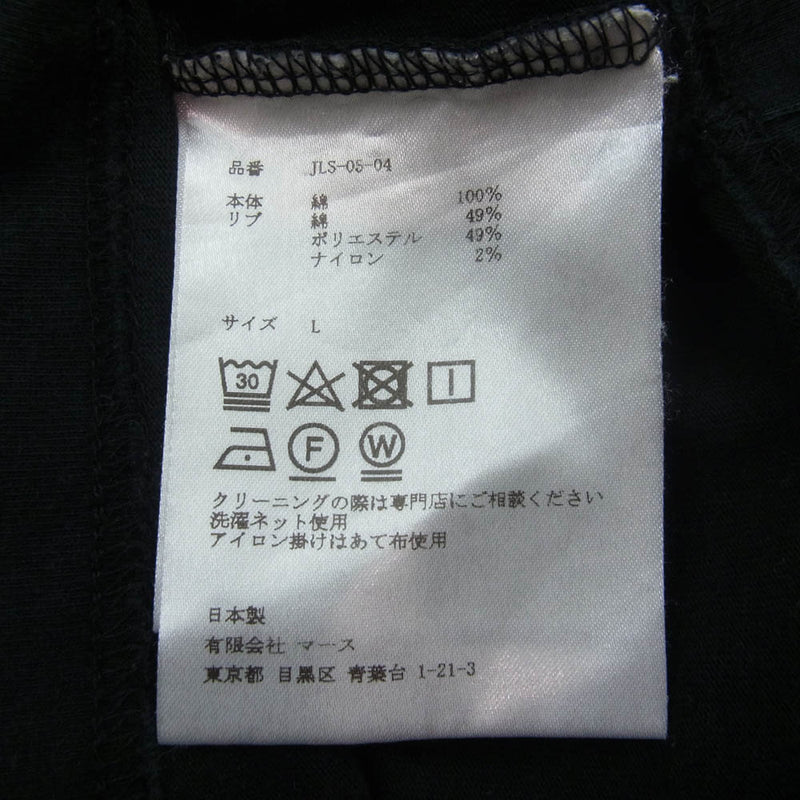 品番 JLS-05-04
本体 綿 100%
リブ 綿 49%
ポリエステル 49%
ナイロン 2%
サイズ L
30
F W
クリーニングの際は専門店にご相談ください
洗濯ネット使用
アイロン掛けはあて布使用
日本製
有限会社 マース
東京都 目黒区 青葉台 1-21-3